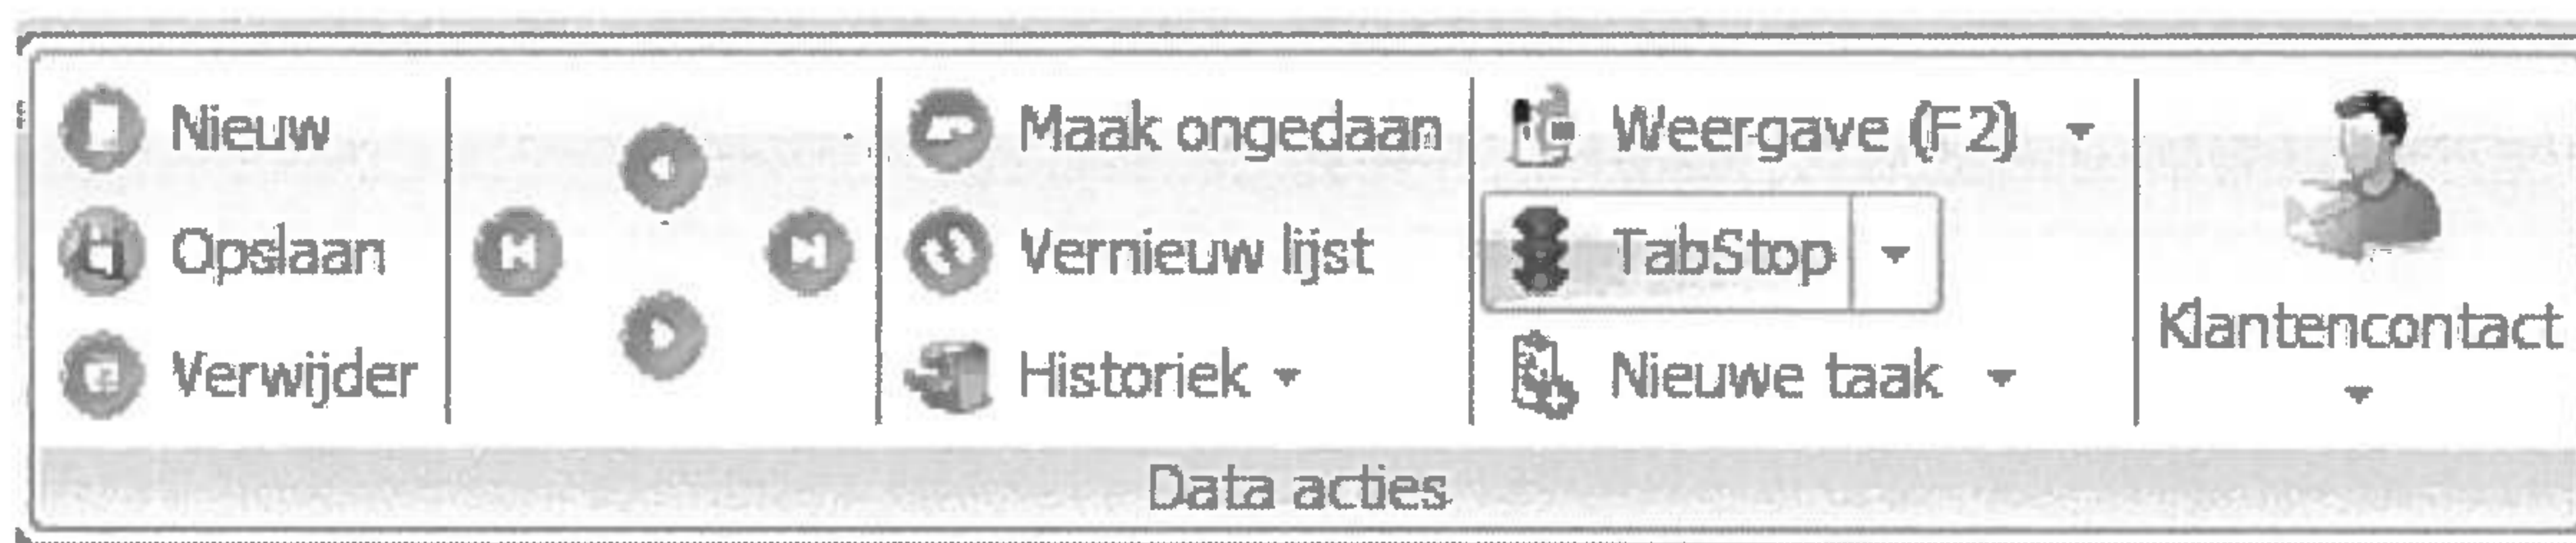 Nieuw
Opslaan
Verwijder
Maak ongedaan
Vernieuw lijst
Historiek
Weergave (F2)
TabStop
Nieuwe taak
Klantencontact
Data acties